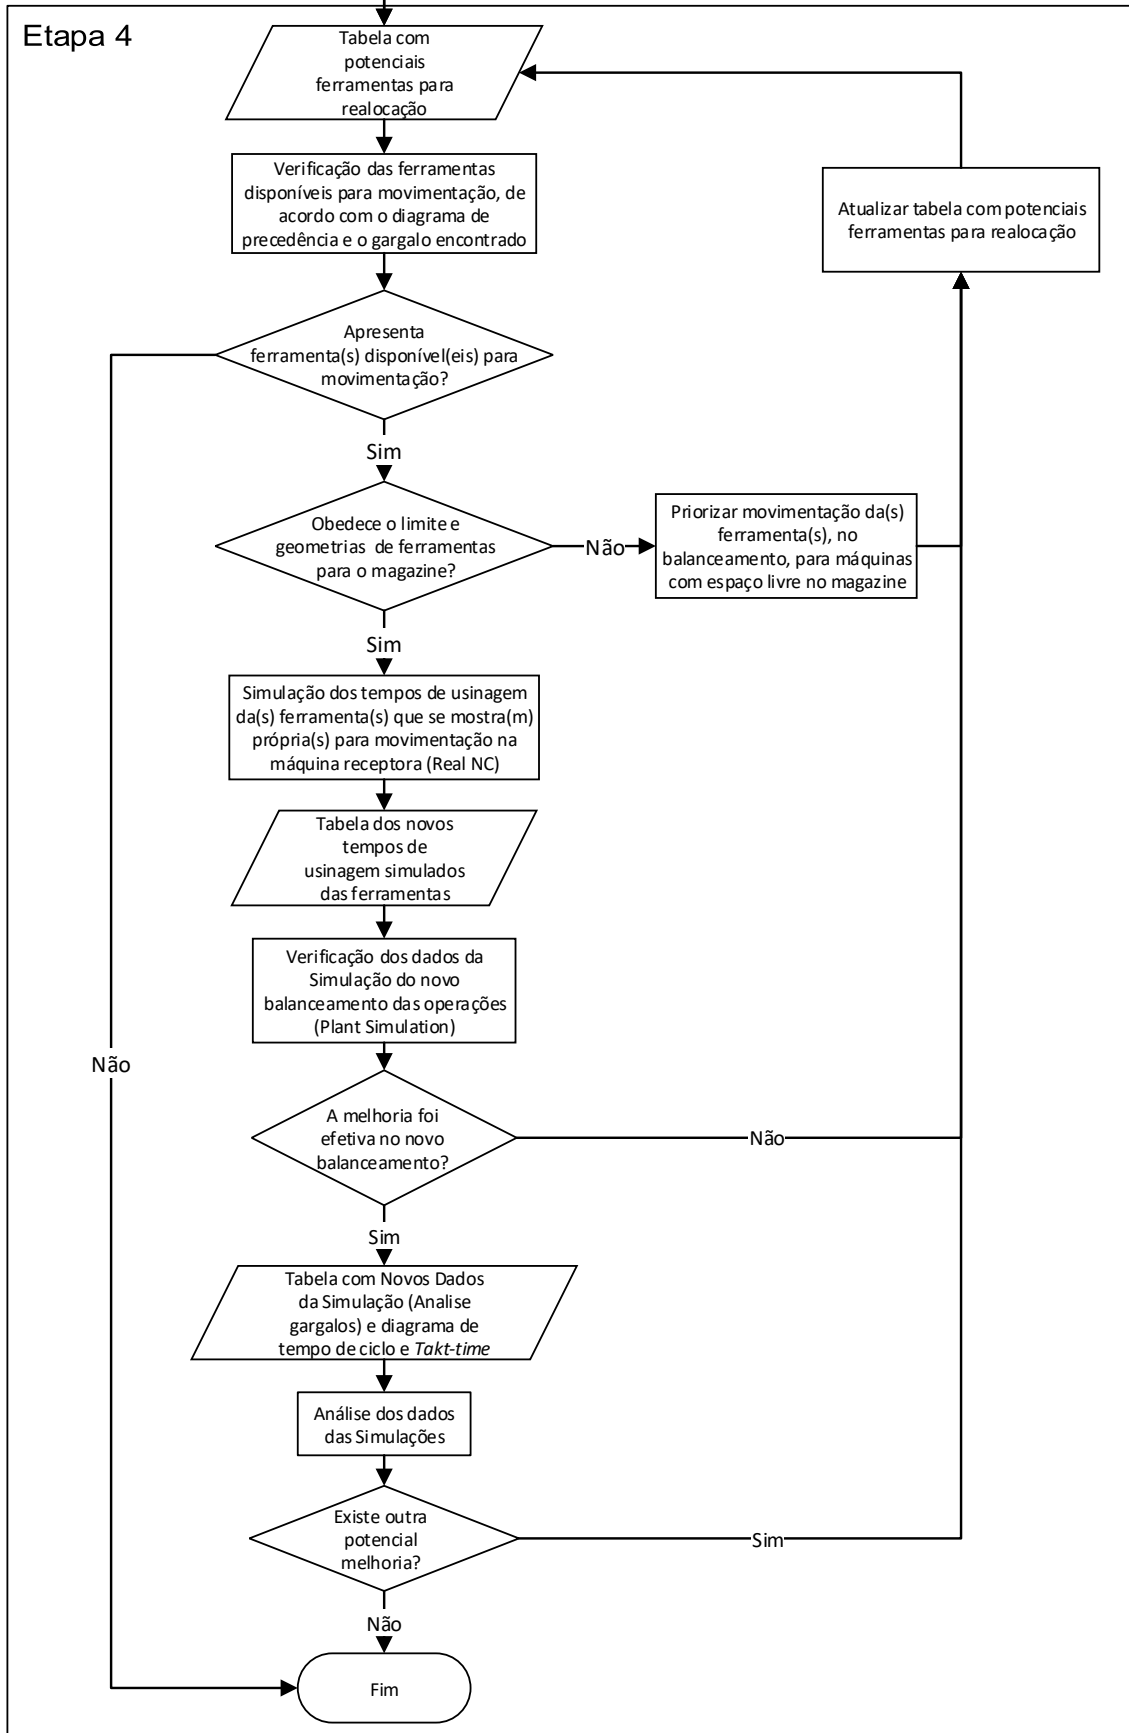 Etapa 4
Tabela com
potenciais
ferramentas para
realocação
Verificação das ferramentas
disponíveis para movimentação, de
acordo com o diagrama de
precedência e o gargalo encontrado
Atualizar tabela com potenciais
ferramentas para realocação
Apresenta
ferramenta(s) disponível(eis) para
movimentação?
Sim
Obedece o limite e
geometrias de ferramentas
para o magazine?
Não
Priorizar movimentação da(s)
ferramenta(s), no
balanceamento, para máquinas
com espaço livre no magazine
Sim
Simulação dos tempos de usinagem
da(s) ferramenta(s) que se mostra(m)
própria(s) para movimentação na
máquina receptora (Real NC)
Tabela dos novos
tempos de
usinagem simulados
das ferramentas
Verificação dos dados da
Simulação do novo
balanceamento das operações
(Plant Simulation)
Não
A melhoria foi
efetiva no novo
balanceamento?
Não
Sim
Tabela com Novos Dados
da Simulação (Analise
gargalos) e diagrama de
tempo de ciclo e Takt-time
Análise dos dados
das Simulações
Existe outra
potencial
melhoria?
Sim
Não
Fim